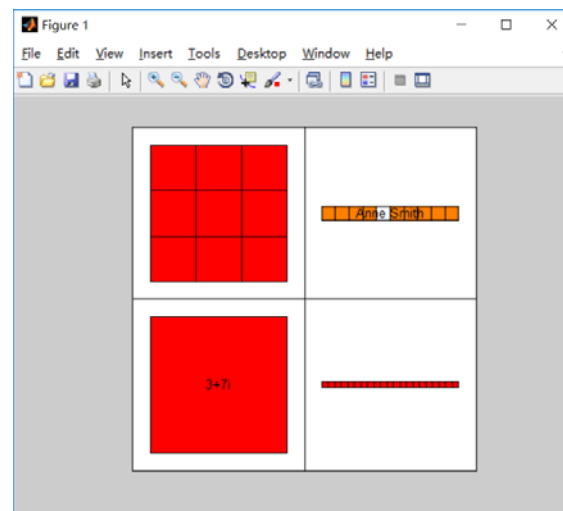 Figure 1
File Edit View Insert Tools Desktop Window Help
Anne Smith
3+7i